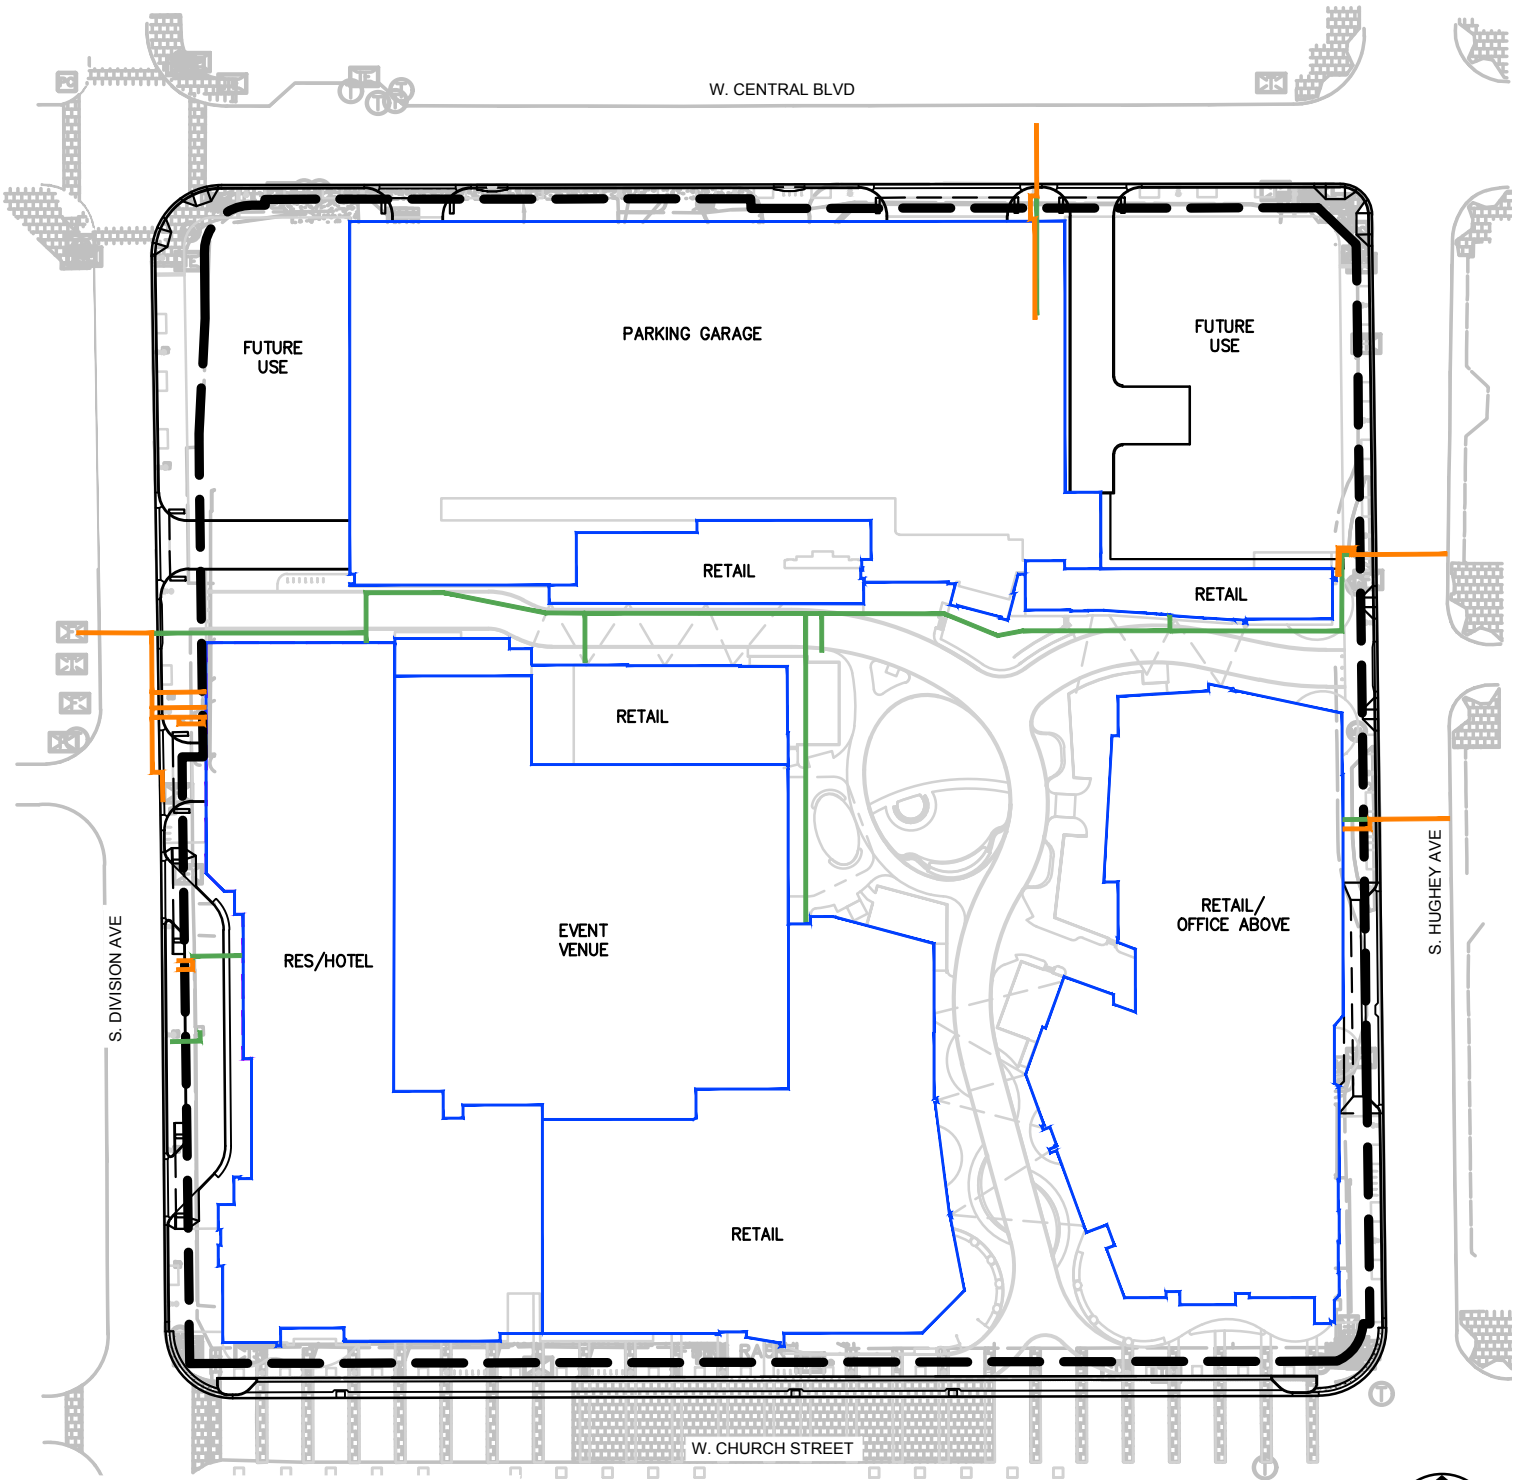 W. CENTRAL BLVD
FUTURE
USE
PARKING GARAGE
FUTURE
USE
RETAIL
RETAIL
RETAIL
RETAIL/
OFFICE ABOVE
EVENT
VENUE
RES/HOTEL
S. DIVISION AVE
S. HUGHEY AVE
RETAIL
W. CHURCH STREET